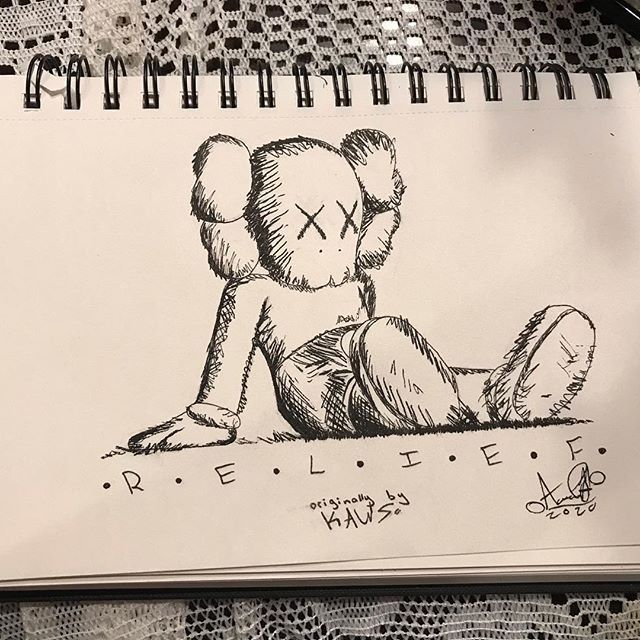 • R • E • L • I • E • F •
originally by
KAWS.
2020